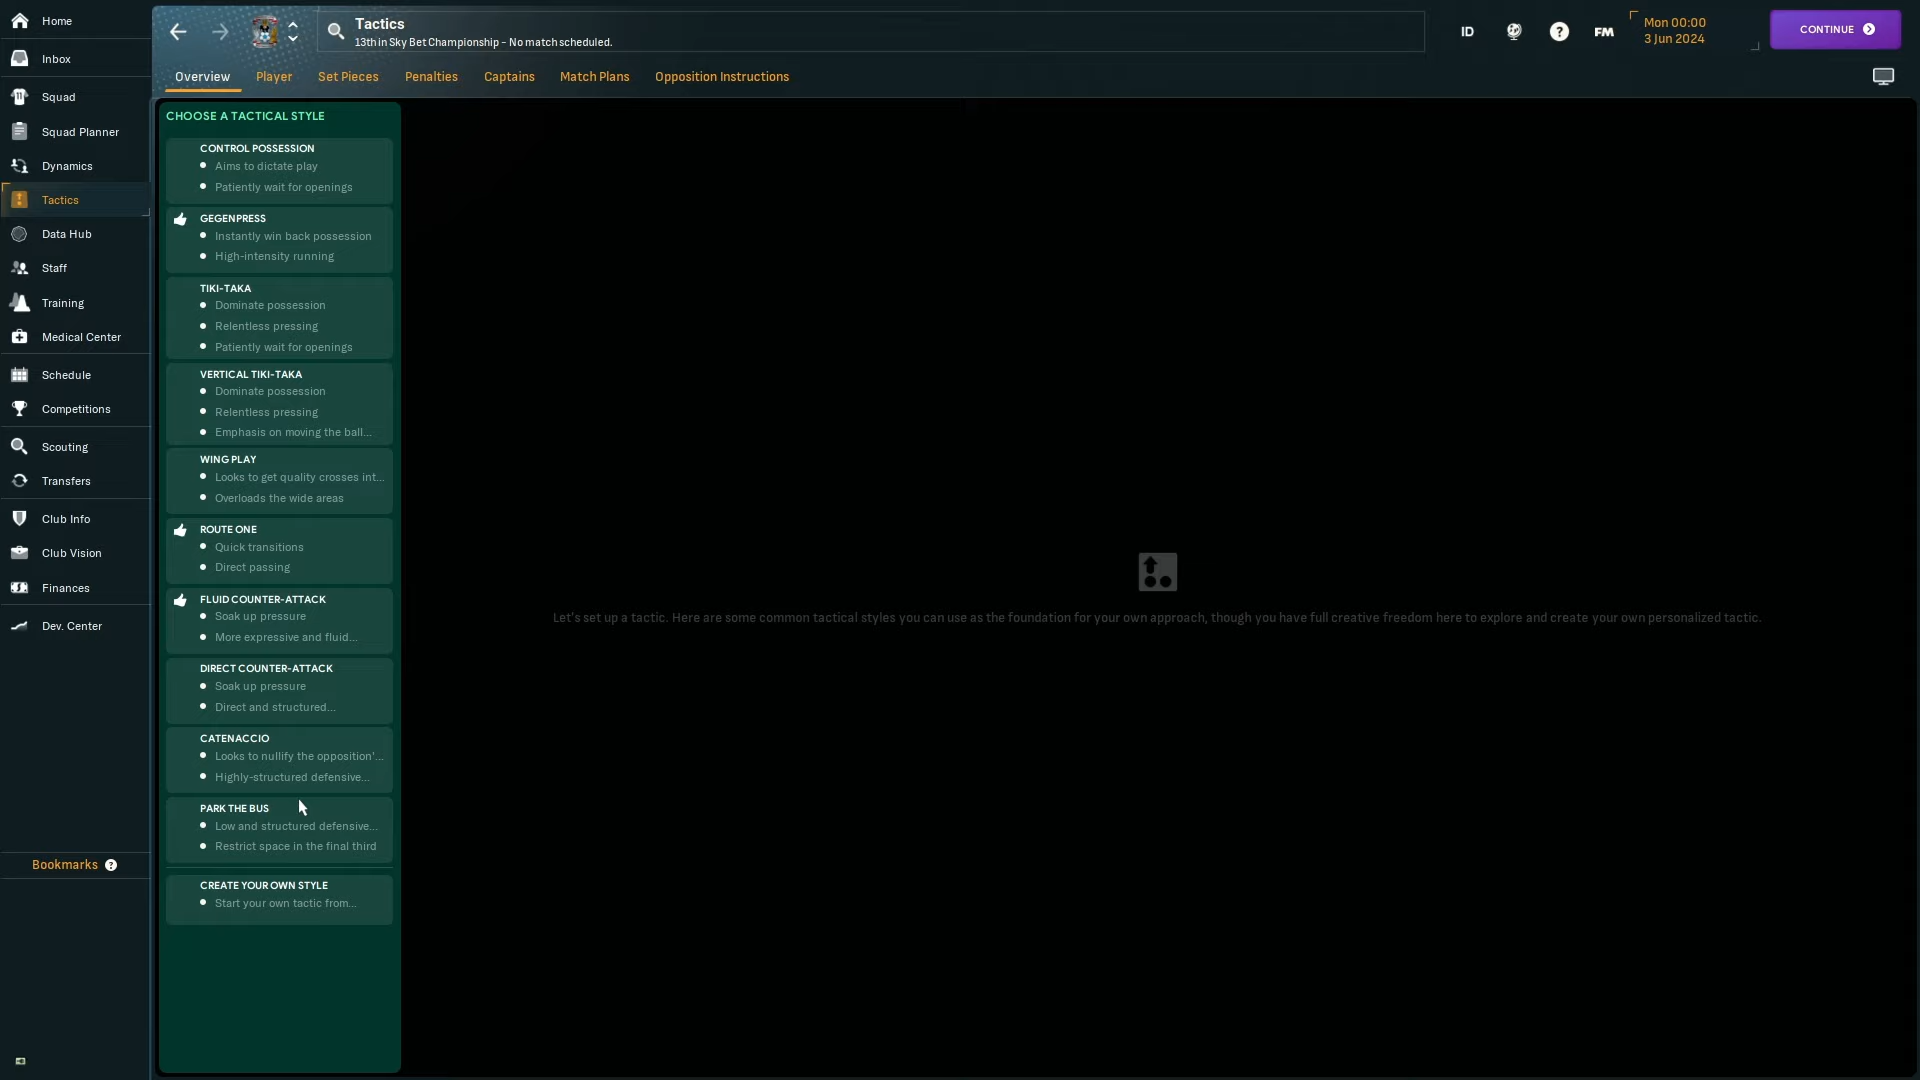 Home
Inbox
Squad
Squad Planner
Dynamics
Tactics
Data Hub
Staff
Training
Medical Center
Schedule
Competitions
Scouting
Transfers
Club Info
Club Vision
Finances
Dev. Center
Bookmarks ?
Tactics
13th in Sky Bet Championship - No match scheduled.
ID
?
FM
Mon 00:00
3 Jun 2024
CONTINUE
Overview
Player
Set Pieces
Penalties
Captains
Match Plans
Opposition Instructions
CHOOSE A TACTICAL STYLE
CONTROL POSSESSION
Aims to dictate play
Patiently wait for openings
GEGENPRESS
Instantly win back possession
High-intensity running
TIKI-TAKA
Dominate possession
Relentless pressing
Patiently wait for openings
VERTICAL TIKI-TAKA
Dominate possession
Relentless pressing
Emphasis on moving the ball...
WING PLAY
Looks to get quality crosses int...
Overloads the wide areas
ROUTE ONE
Quick transitions
Direct passing
FLUID COUNTER-ATTACK
Soak up pressure
More expressive and fluid...
DIRECT COUNTER-ATTACK
Soak up pressure
Direct and structured...
CATENACCIO
Looks to nullify the opposition'...
Highly-structured defensive...
PARK THE BUS
Low and structured defensive...
Restrict space in the final third
CREATE YOUR OWN STYLE
Start your own tactic from...
Let's set up a tactic. Here are some common tactical styles you can use as the foundation for your own approach, though you have full creative freedom here to explore and create your own personalized tactic.